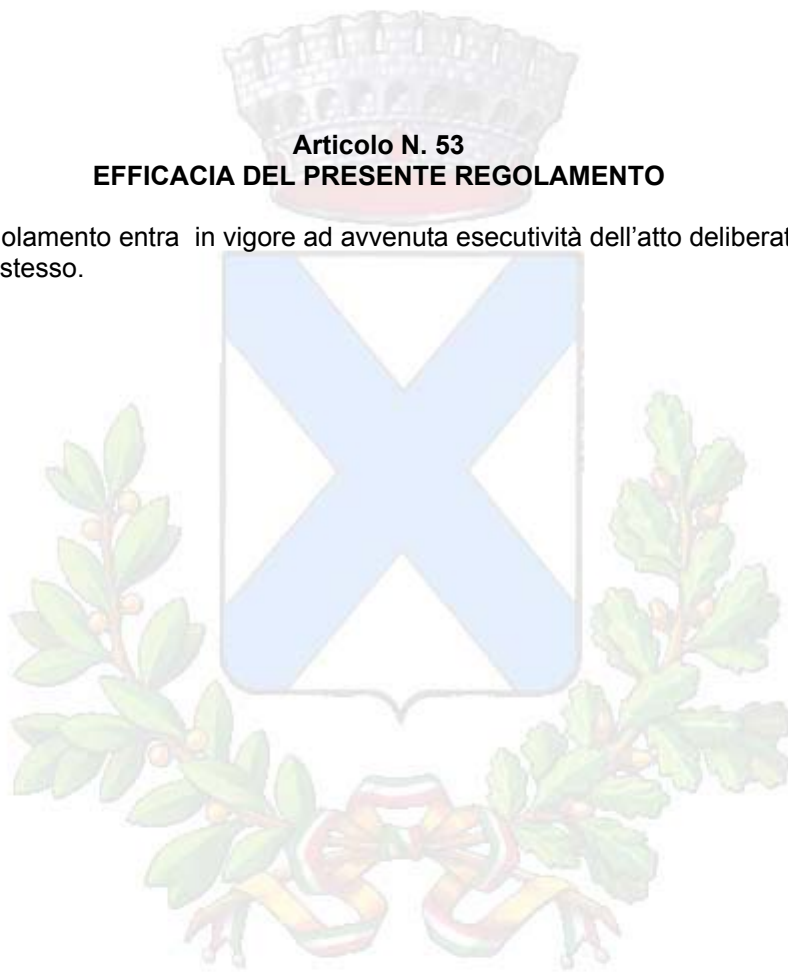 Articolo N. 53
EFFICACIA DEL PRESENTE REGOLAMENTO
olamento entra  in vigore ad avvenuta esecutività dell’atto deliberat
stesso.